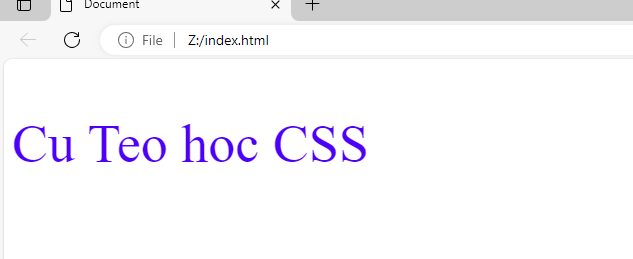 Document
File
Z:/index.html
Cu Teo hoc CSS